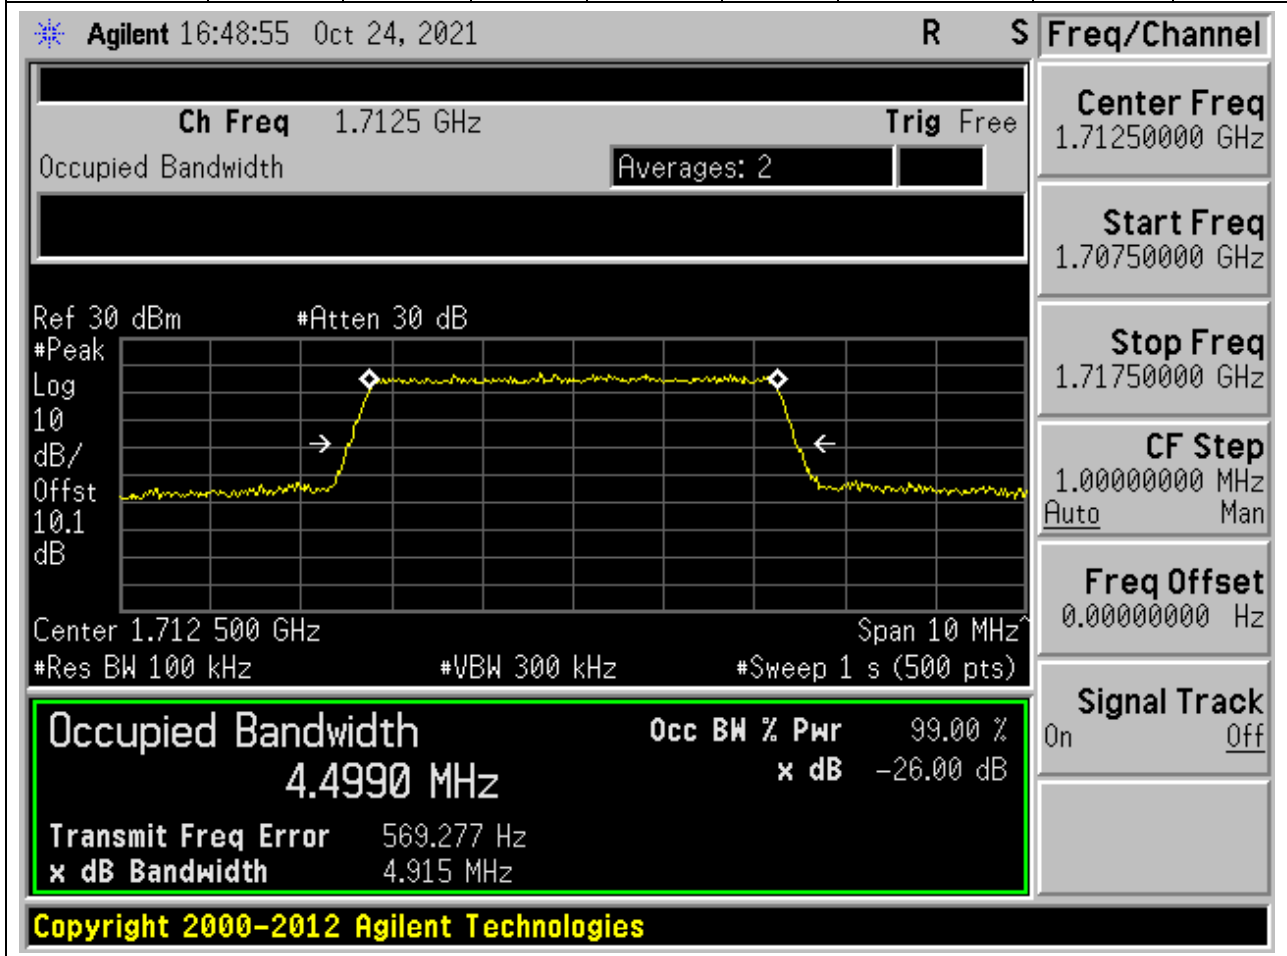 Agilent 16:48:55 Oct 24, 2021 R S
Ch Freq 1.7125 GHz Trig Free
Occupied Bandwidth Averages: 2
Ref 30 dBm #Atten 30 dB
#Peak
Log
10
dB/
Offst
10.1
dB
Center 1.712 500 GHz Span 10 MHz^
#Res BW 100 kHz #VBW 300 kHz #Sweep 1 s (500 pts)
Occupied Bandwidth Occ BW % Pwr 99.00 %
4.4990 MHz x dB -26.00 dB
Transmit Freq Error 569.277 Hz
x dB Bandwidth 4.915 MHz
Copyright 2000-2012 Agilent Technologies
Freq/Channel
Center Freq
1.71250000 GHz
Start Freq
1.70750000 GHz
Stop Freq
1.71750000 GHz
CF Step
1.00000000 MHz
Auto Man
Freq Offset
0.00000000 Hz
Signal Track
On Off